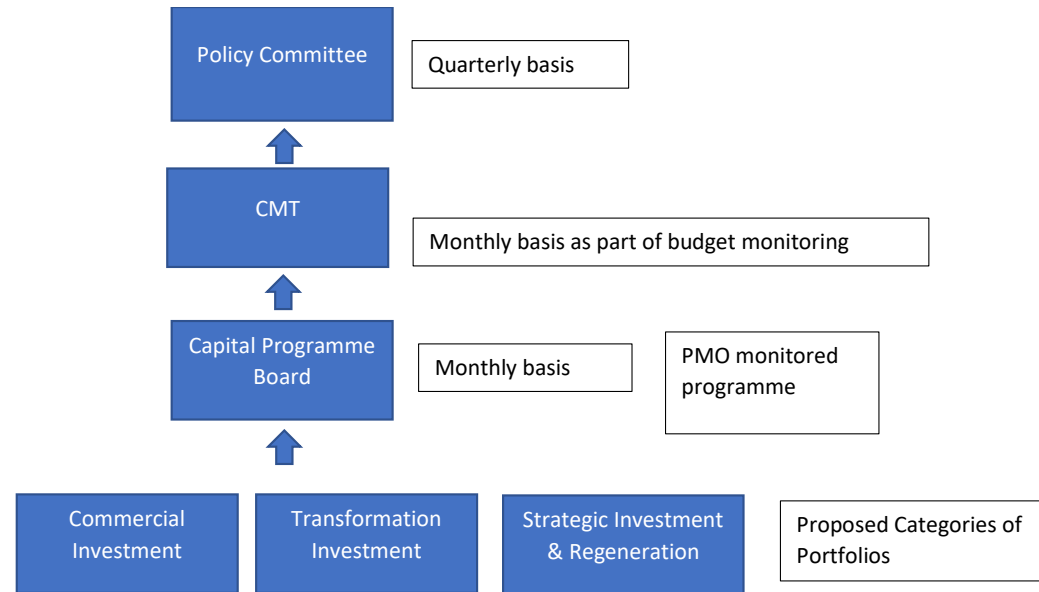 Policy Committee
Quarterly basis
CMT
Monthly basis as part of budget monitoring
Capital Programme
Board
Monthly basis
PMO monitored
programme
Commercial
Investment
Transformation
Investment
Strategic Investment
& Regeneration
Proposed Categories of
Portfolios